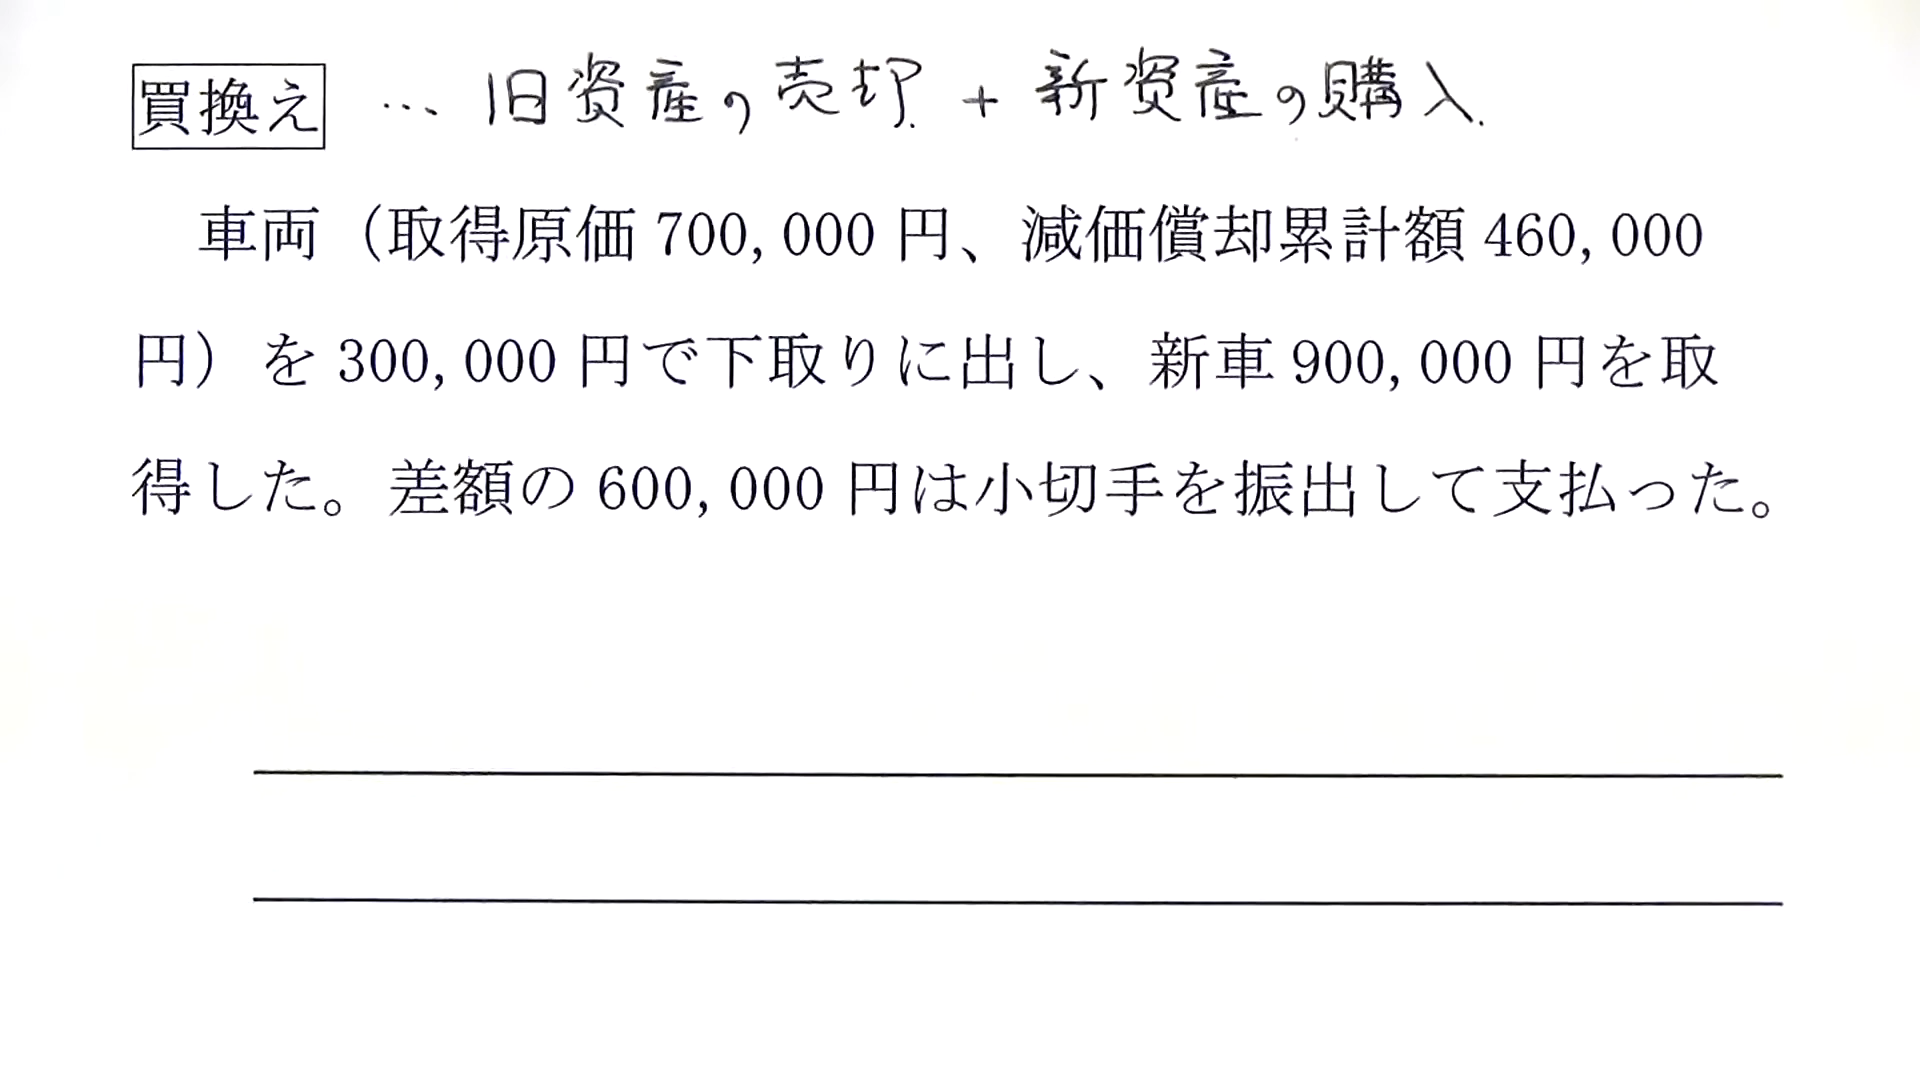 買換え … 旧資産の売却 + 新資産の購入.
車両（取得原価 700,000 円、減価償却累計額 460,000
円）を 300,000 円で下取りに出し、新車 900,000 円を取
得した。差額の 600,000 円は小切手を振出して支払った。